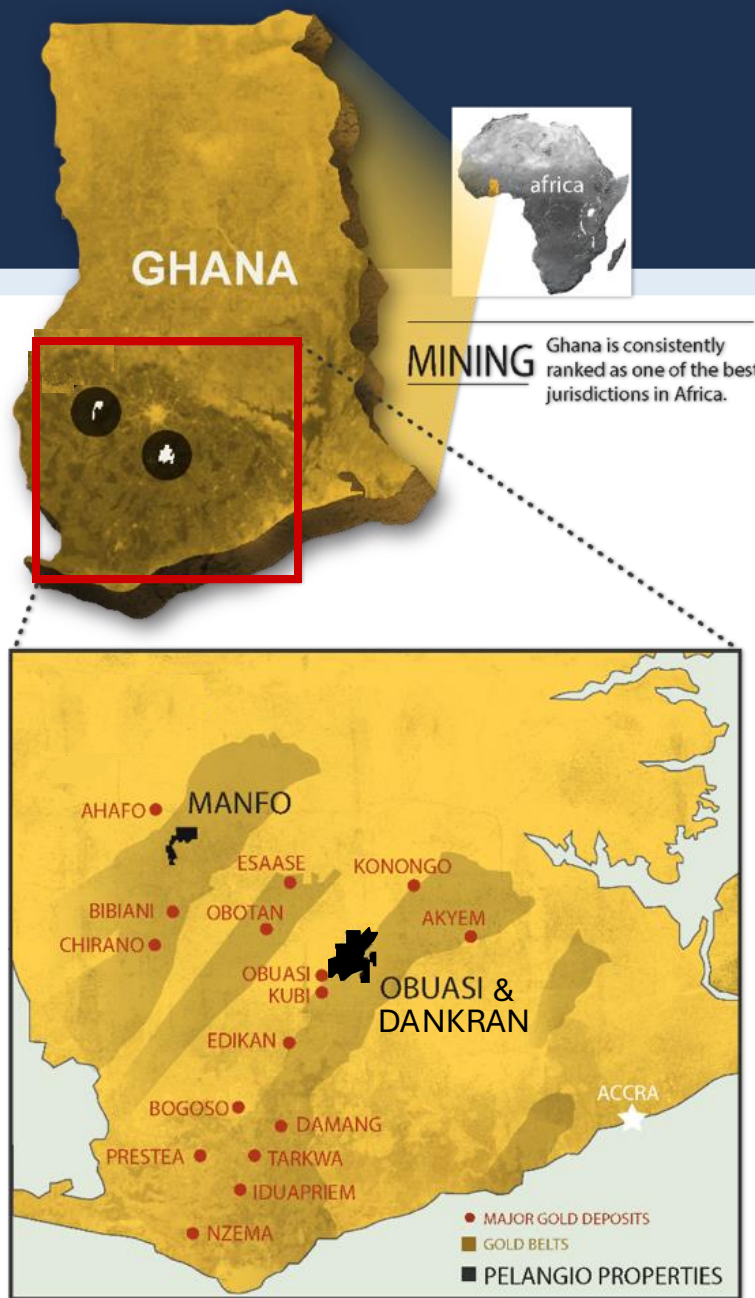 africa
GHANA
MINING
Ghana is consistently
ranked as one of the best
jurisdictions in Africa.
AHAFO
MANFO
ESAASE
KONONGO
BIBIANI
OBOTAN
AKYEM
CHIRANO
OBUASI
KUBI
OBUASI &
DANKRAN
EDIKAN
ACCRA
BOGOSO
DAMANG
PRESTEA
TARKWA
IDUAPRIEM
NZEMA
MAJOR GOLD DEPOSITS
GOLD BELTS
PELANGIO PROPERTIES